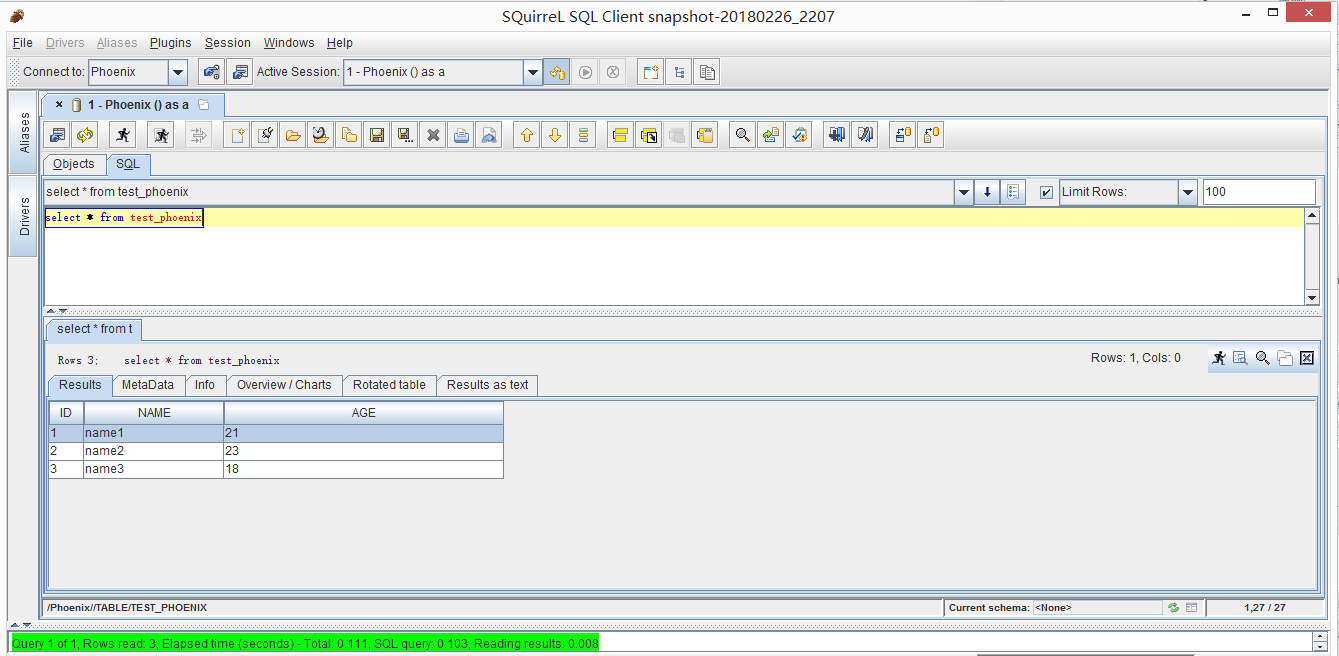 SQuirreL SQL Client snapshot-20180226_2207
File Drivers Aliases Plugins Session Windows Help
Connect to: Phoenix Active Session: 1 - Phoenix () as a
1 - Phoenix () as a
Aliases
Drivers
Objects SQL
select * from test_phoenix Limit Rows: 100
select * from test_phoenix
select * from t
Rows 3; select * from test_phoenix Rows: 1, Cols: 0
Results MetaData Info Overview / Charts Rotated table Results as text
ID NAME AGE
1 name1 21
2 name2 23
3 name3 18
/Phoenix//TABLE/TEST_PHOENIX Current schema: <None> 1,27 / 27
Query 1 of 1, Rows read: 3, Elapsed time (seconds) - Total: 0.111, SQL query: 0.103, Reading results: 0.008